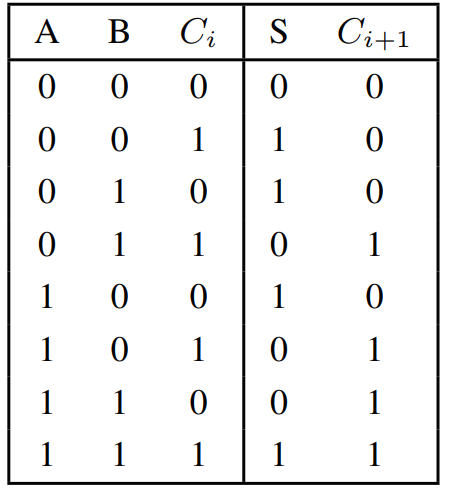 A B C_i S C_{i+1}
0 0 0 0 0
0 0 1 1 0
0 1 0 1 0
0 1 1 0 1
1 0 0 1 0
1 0 1 0 1
1 1 0 0 1
1 1 1 1 1